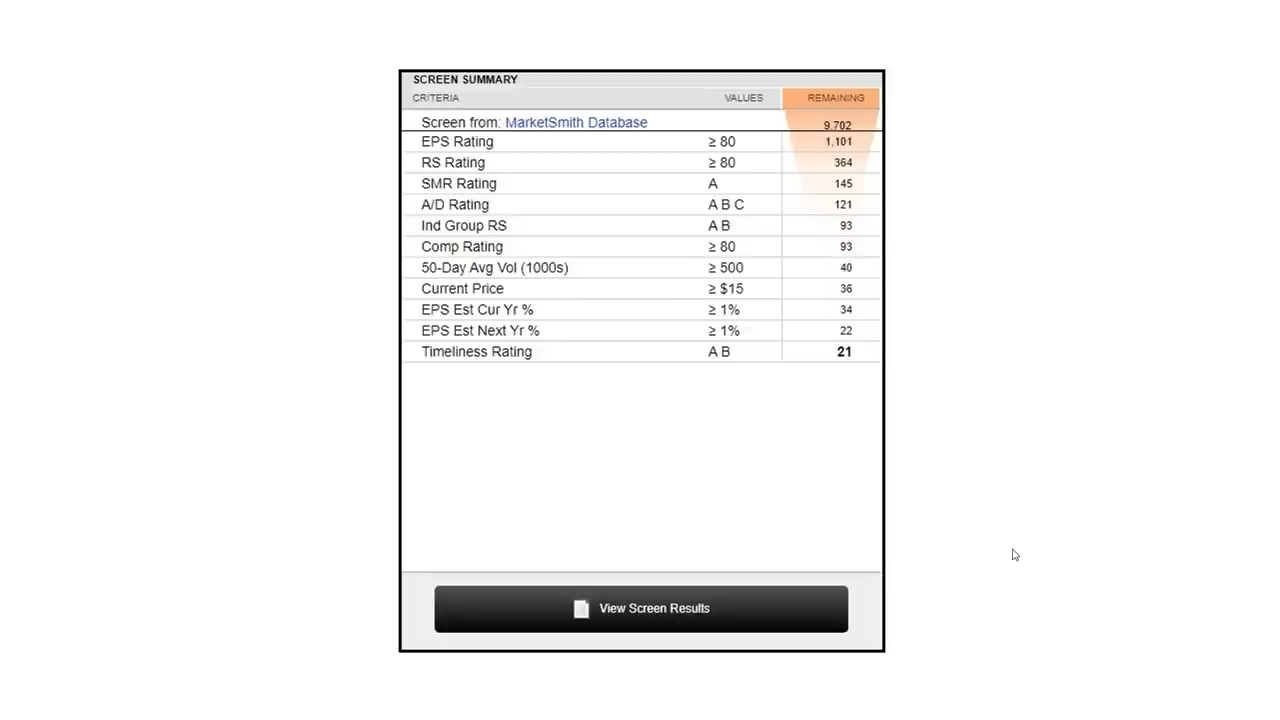 SCREEN SUMMARY
CRITERIA VALUES REMAINING
Screen from: MarketSmith Database 9,702
EPS Rating ≥ 80 1,101
RS Rating ≥ 80 364
SMR Rating A 145
A/D Rating A B C 121
Ind Group RS A B 93
Comp Rating ≥ 80 93
50-Day Avg Vol (1000s) ≥ 500 40
Current Price ≥ $15 36
EPS Est Cur Yr % ≥ 1% 34
EPS Est Next Yr % ≥ 1% 22
Timeliness Rating A B 21
View Screen Results